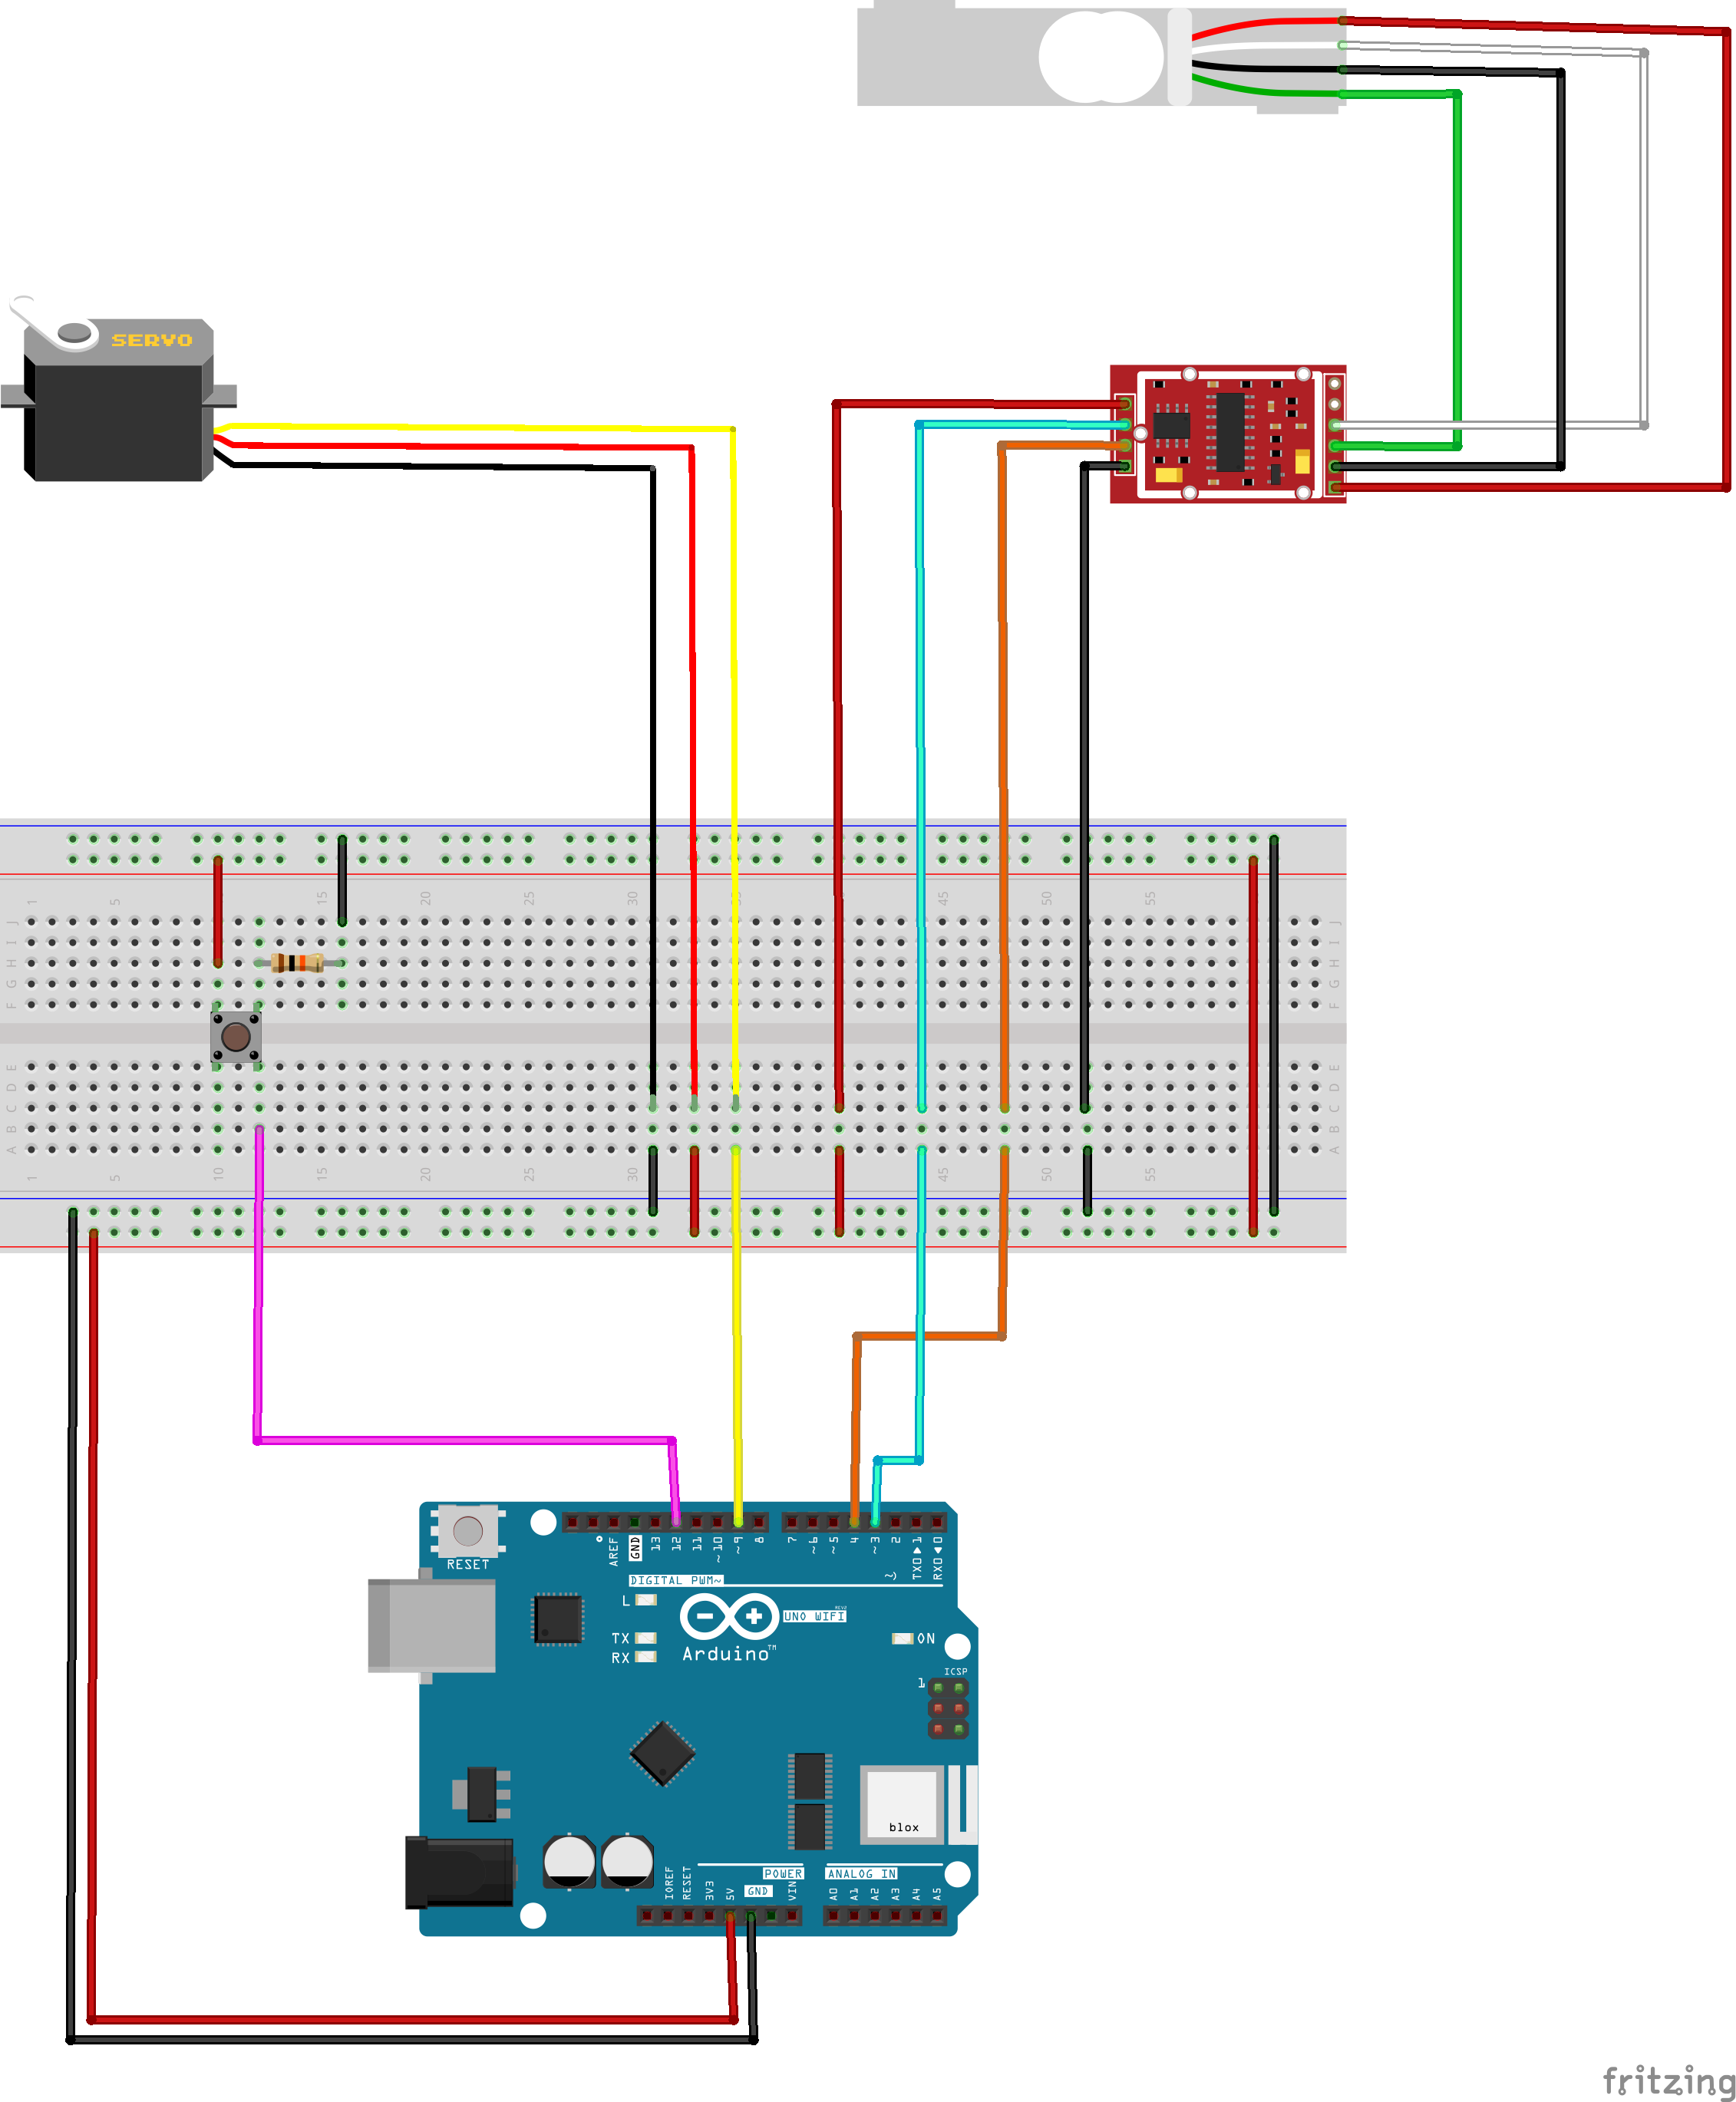 SERVO
1 5 10 15 20 25 30 45 50 55
J J
I I
H H
G G
F F
E E
D D
C C
B B
A A
1 5 10 15 20 25 30 45 50 55
RESET
AREF GND 13 12 11 ~10 ~9 8 7 ~6 ~5 4 ~3 2 TX0▶1 RX0◀0
DIGITAL PWM~
L
UNO WIFI
TX
ON
RX
Arduino™
ICSP
1
blox
POWER ANALOG IN
IOREF RESET 3V3 5V GND VIN A0 A1 A2 A3 A4 A5
fritzing